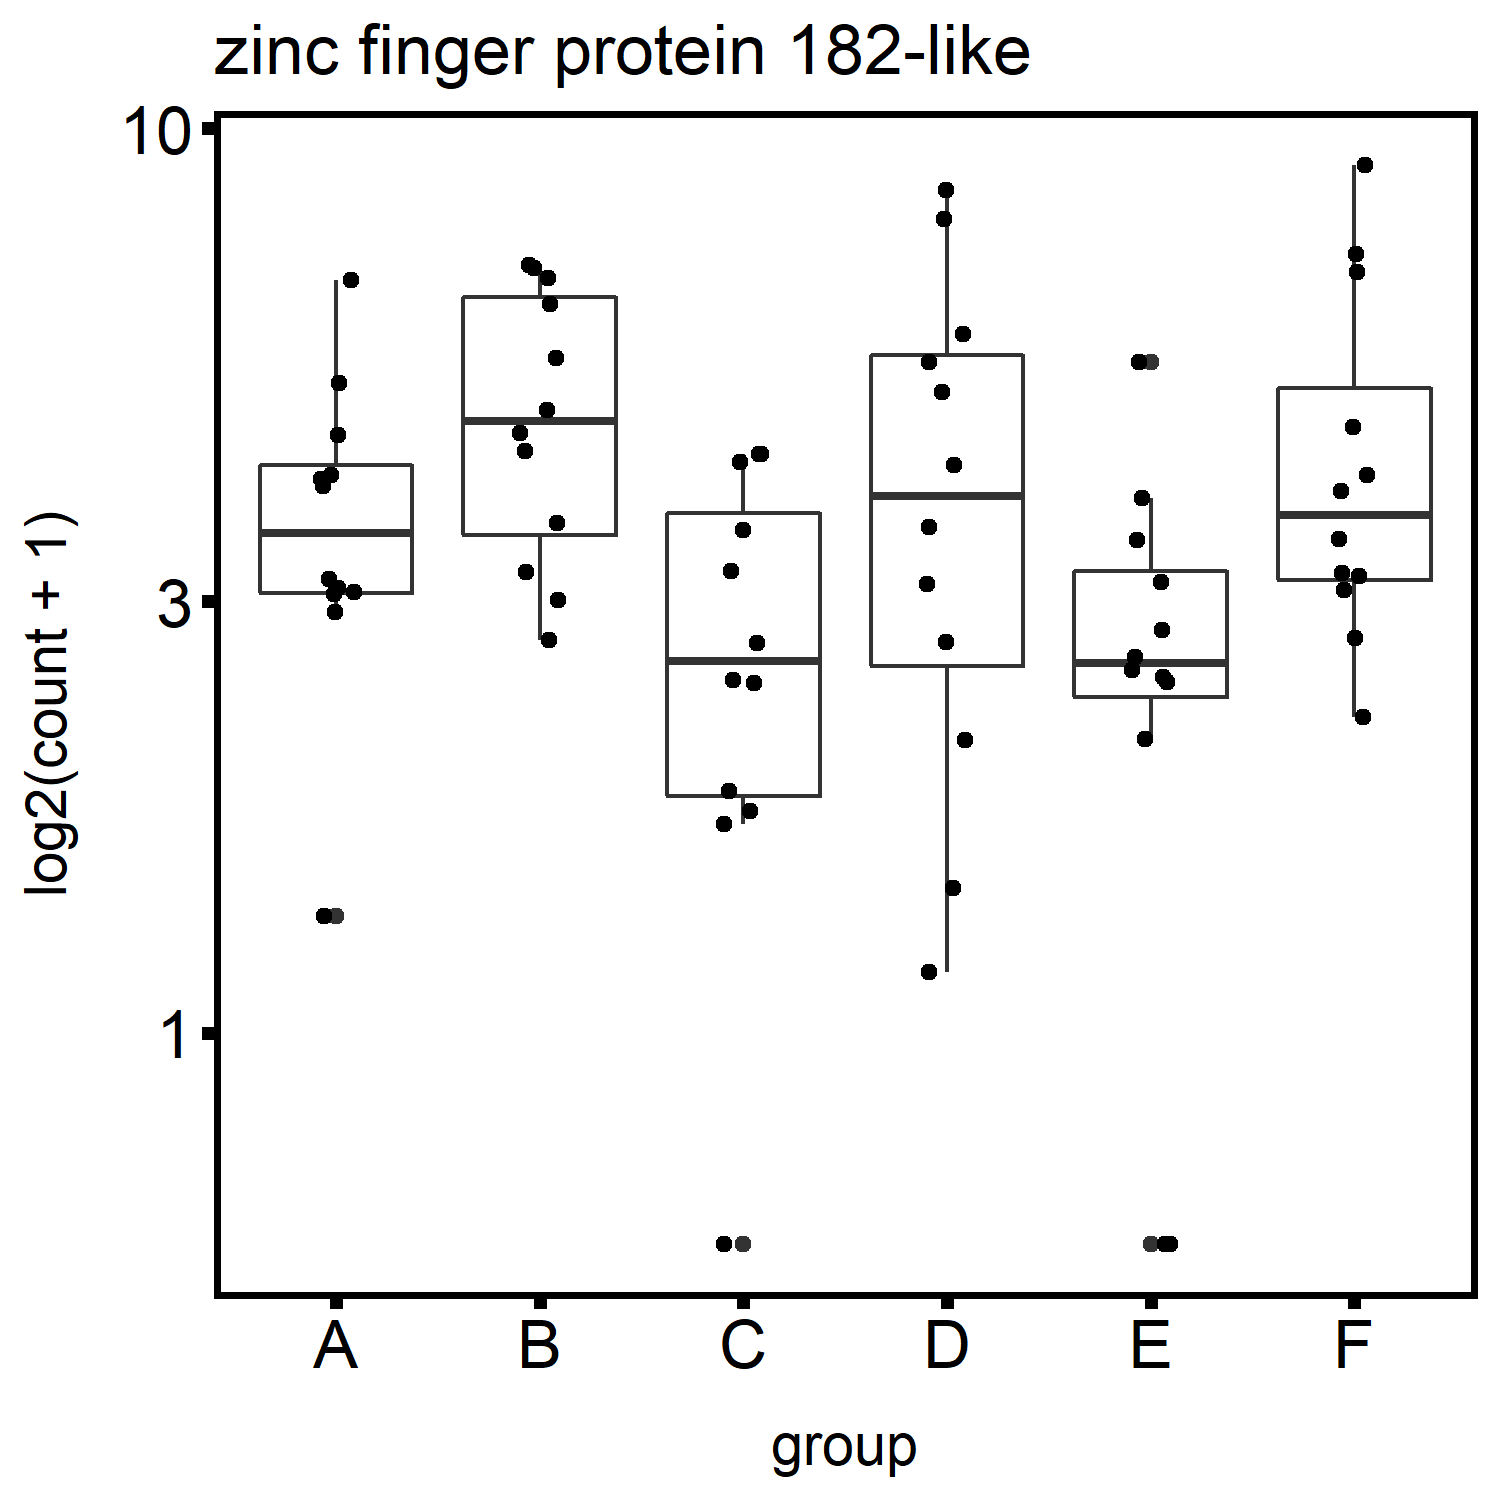 zinc finger protein 182-like
10
3
1
log2(count + 1)
A B C D E F
group